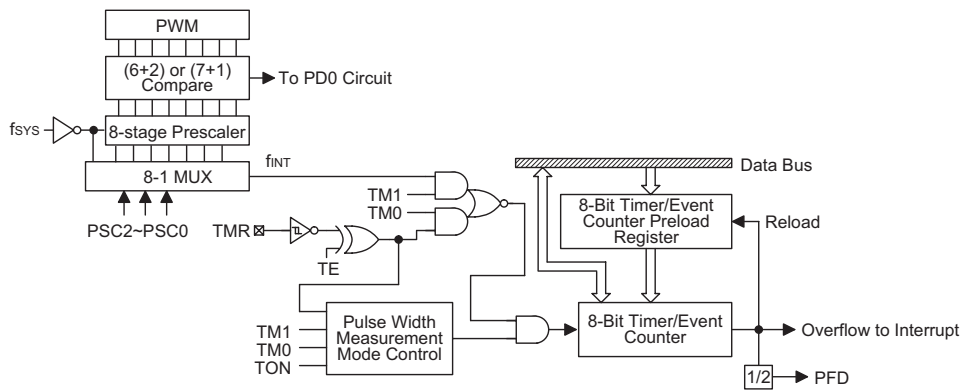 PWM
(6+2) or (7+1)
Compare
To PD0 Circuit
fSYS
8-stage Prescaler
8-1 MUX
fINT
PSC2~PSC0
TM1
TM0
TMR
TE
Data Bus
8-Bit Timer/Event
Counter Preload
Register
Reload
TM1
TM0
TON
Pulse Width
Measurement
Mode Control
8-Bit Timer/Event
Counter
Overflow to Interrupt
1/2
PFD